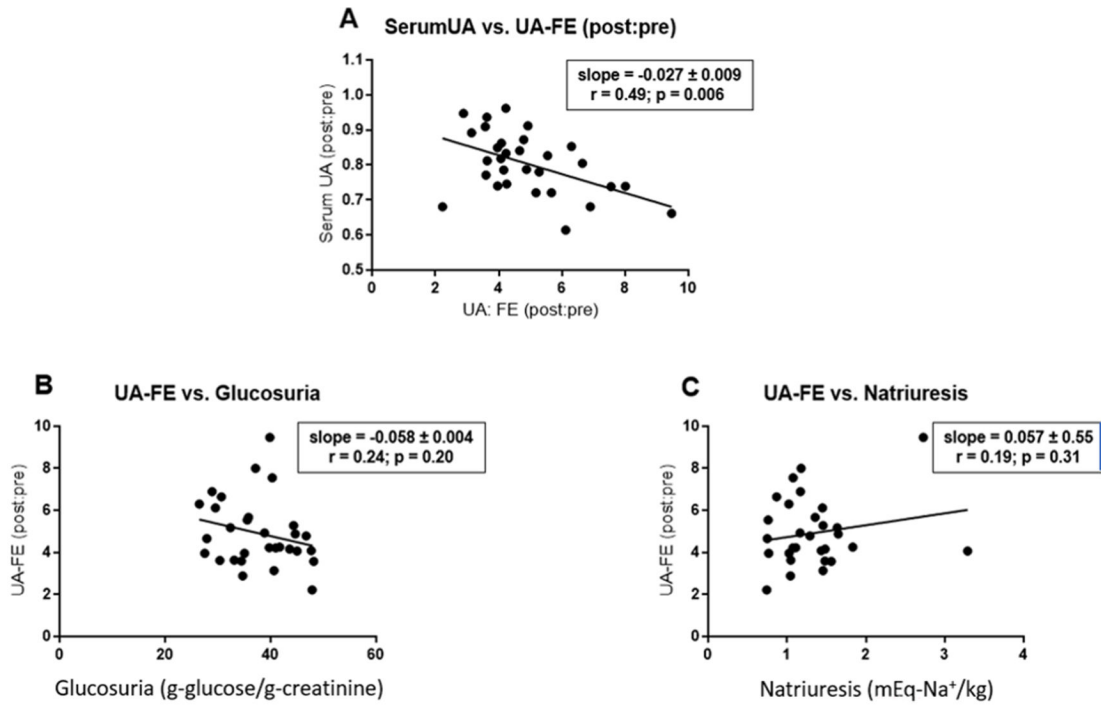 A
SerumUA vs. UA-FE (post:pre)
slope = -0.027 ± 0.009
r = 0.49; p = 0.006
Serum UA (post:pre)
1.1
1.0
0.9
0.8
0.7
0.6
0.5
0 2 4 6 8 10
UA: FE (post:pre)
B
UA-FE vs. Glucosuria
slope = -0.058 ± 0.004
r = 0.24; p = 0.20
UA-FE (post:pre)
10
8
6
4
2
0
0 20 40 60
Glucosuria (g-glucose/g-creatinine)
C
UA-FE vs. Natriuresis
slope = 0.057 ± 0.55
r = 0.19; p = 0.31
UA-FE (post:pre)
10
8
6
4
2
0
0 1 2 3 4
Natriuresis (mEq-Na⁺/kg)